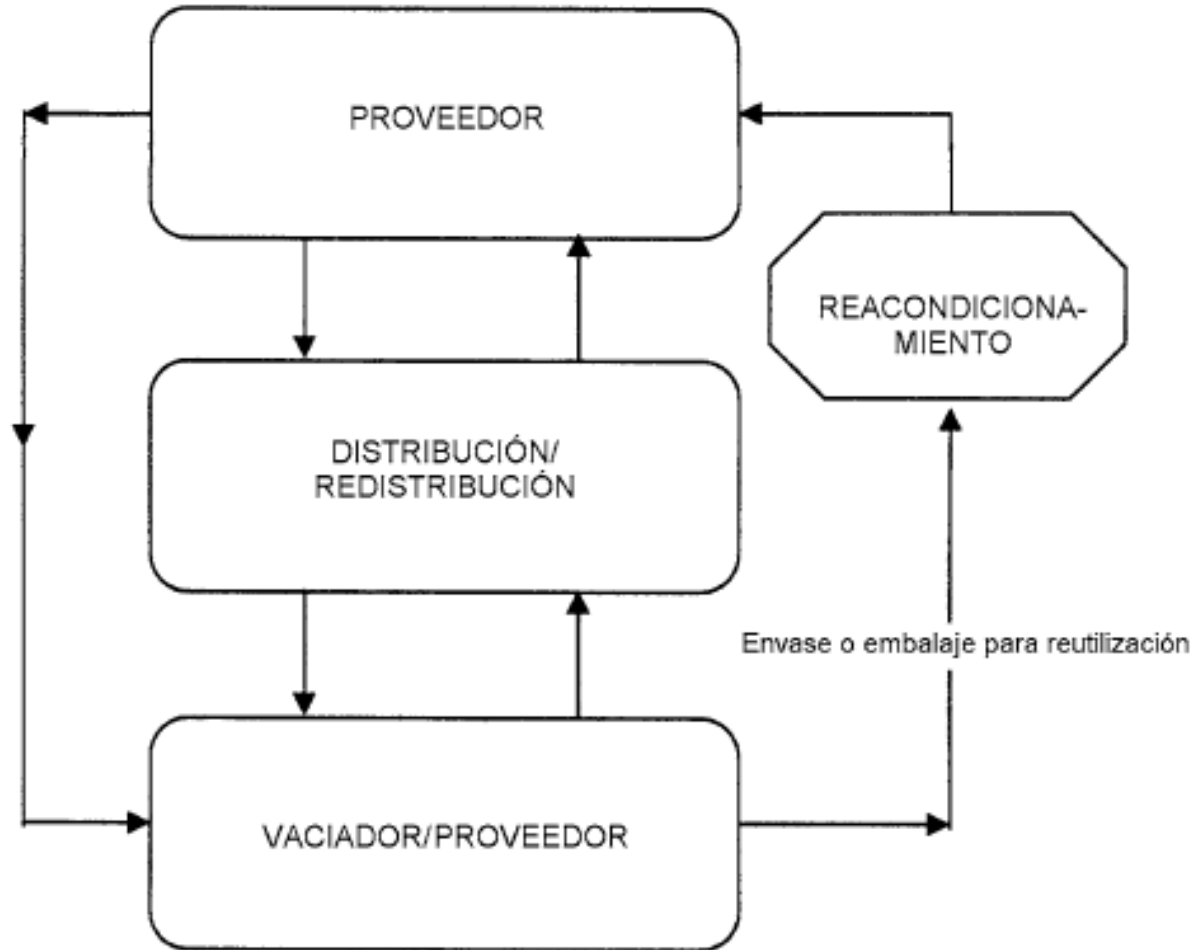 PROVEEDOR
REACONDICIONA-
MIENTO
DISTRIBUCIÓN/
REDISTRIBUCIÓN
Envase o embalaje para reutilización
VACIADOR/PROVEEDOR